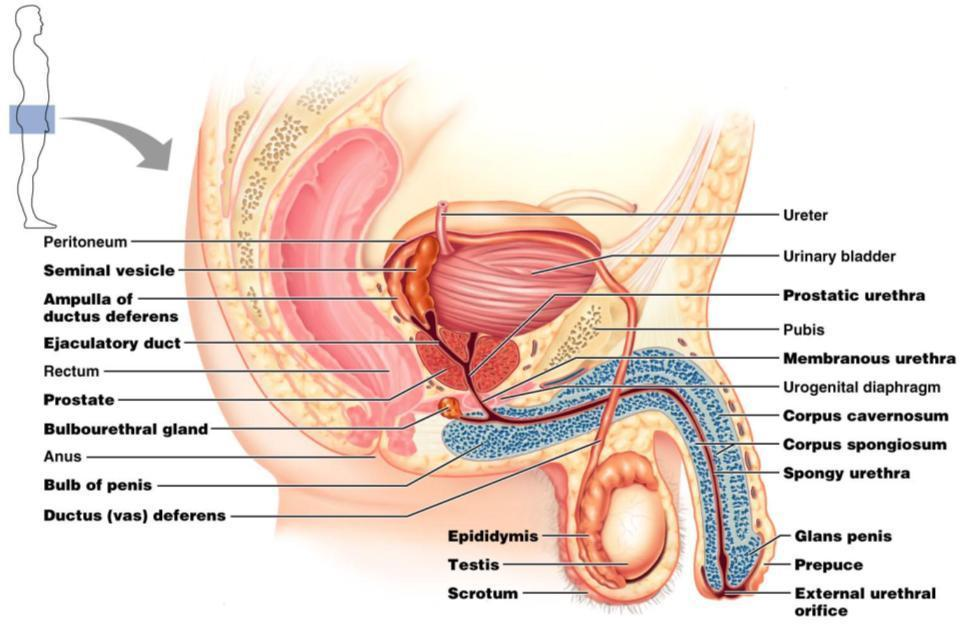 Peritoneum
Seminal vesicle
Ampulla of
ductus deferens
Ejaculatory duct
Rectum
Prostate
Bulbourethral gland
Anus
Bulb of penis
Ductus (vas) deferens
Epididymis
Testis
Scrotum
Ureter
Urinary bladder
Prostatic urethra
Pubis
Membranous urethra
Urogenital diaphragm
Corpus cavernosum
Corpus spongiosum
Spongy urethra
Glans penis
Prepuce
External urethral
orifice